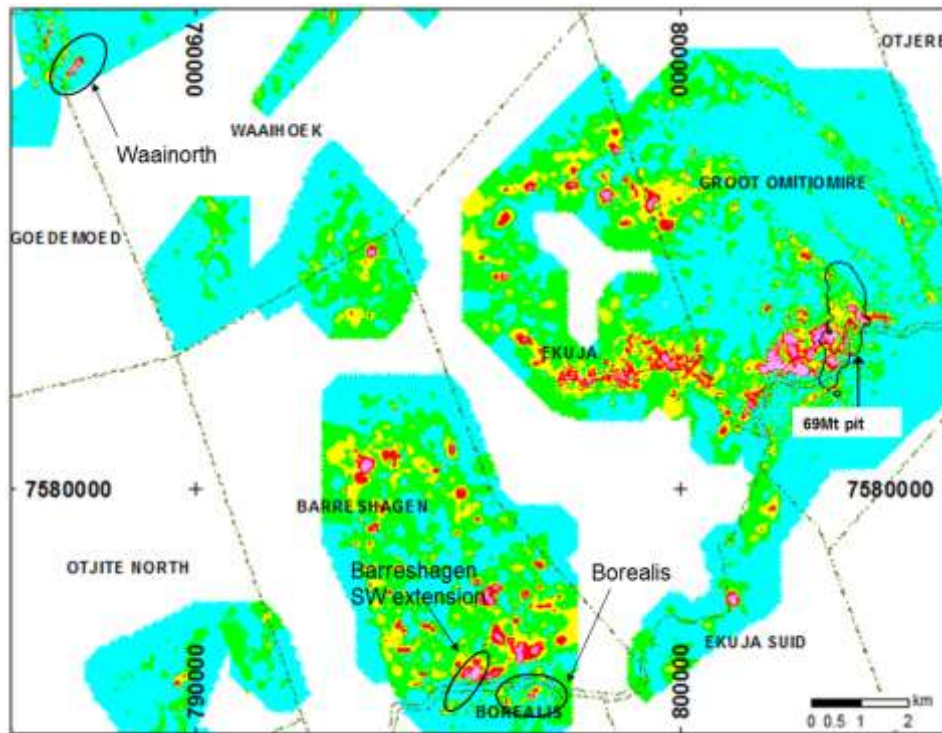 790000
800000
OTJERE
WAAIHOEK
Waainorth
GROOT OMITIOMIRE
GOEDEMOED
EKUJA
69Mt pit
7580000
7580000
BARRESHAGEN
OTJITE NORTH
Barreshagen
SW extension
Borealis
EKUJA SUID
790000
800000
BOREALIS
km
0 0.5 1 2